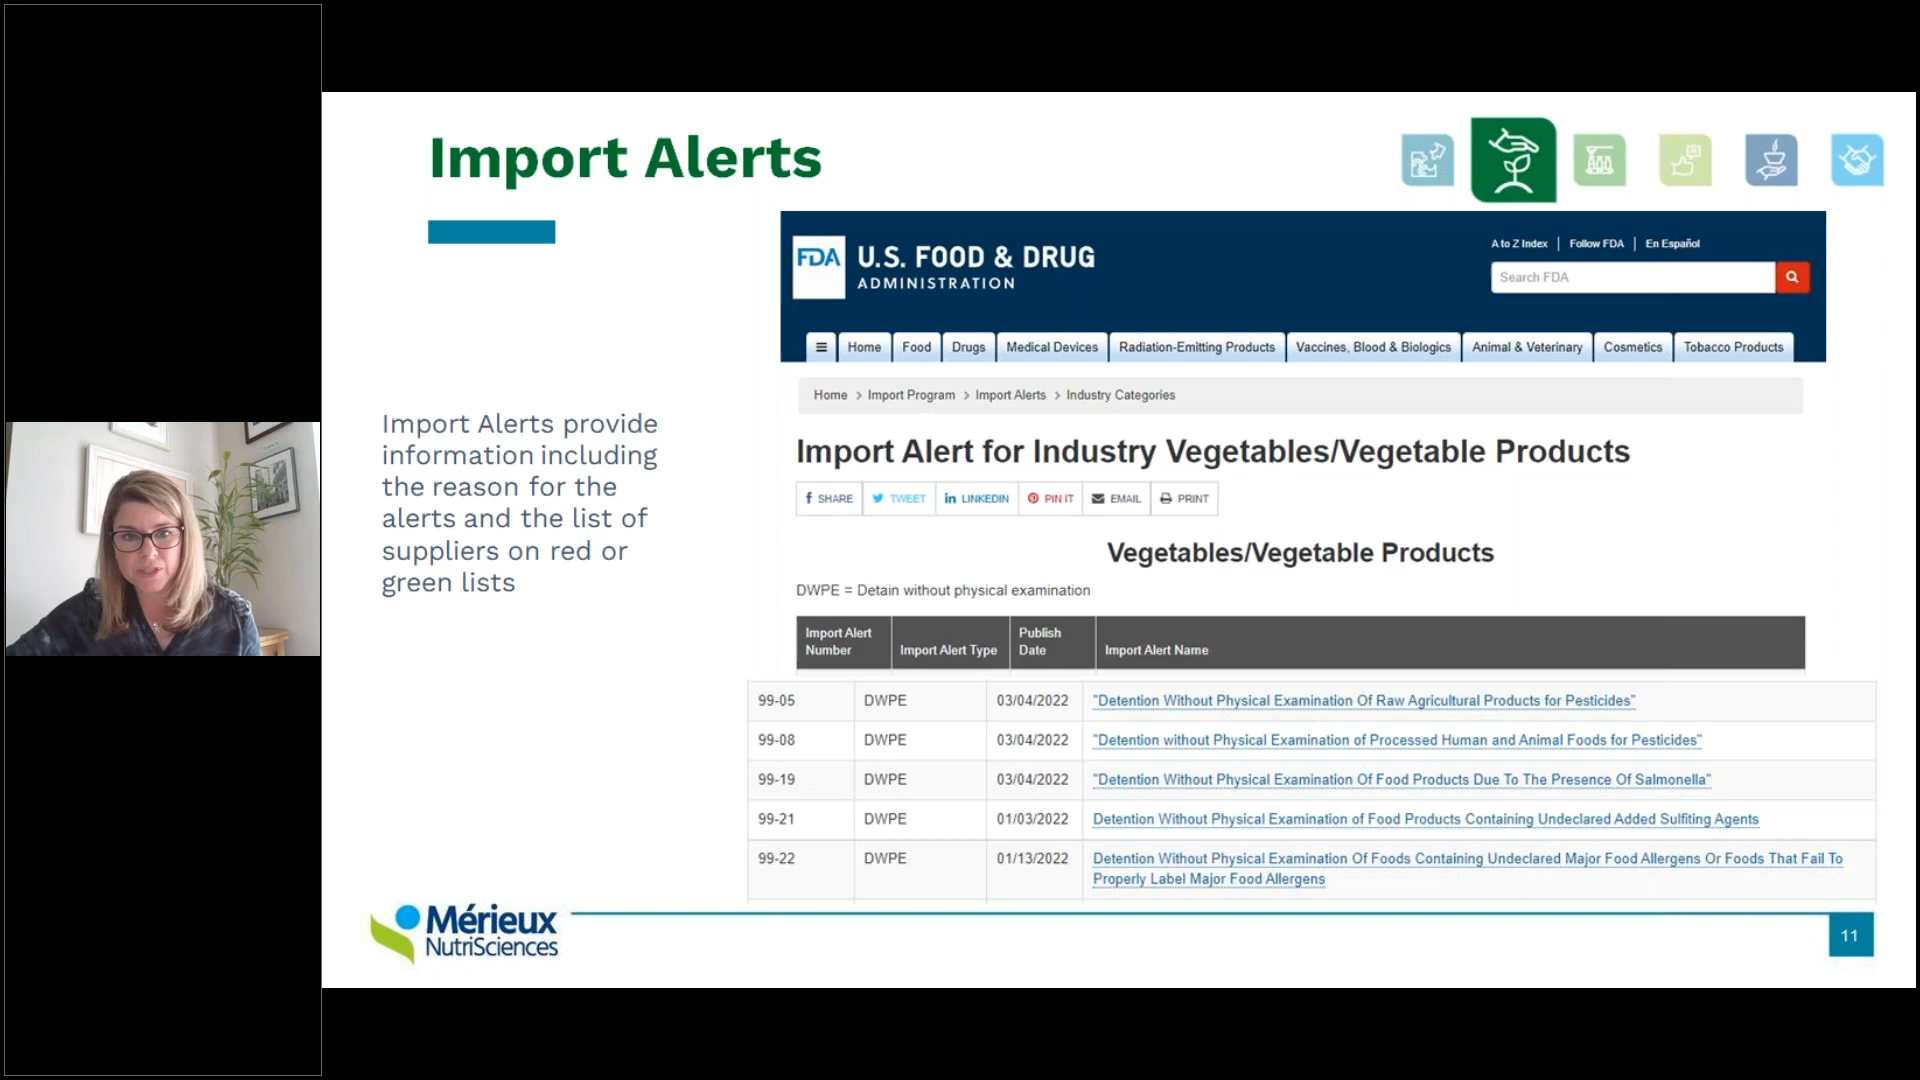 Import Alerts
Import Alerts provide
information including
the reason for the
alerts and the list of
suppliers on red or
green lists
FDA U.S. FOOD & DRUG
ADMINISTRATION
A to Z Index | Follow FDA | En Español
Search FDA
Home Food Drugs Medical Devices Radiation-Emitting Products Vaccines, Blood & Biologics Animal & Veterinary Cosmetics Tobacco Products
Home > Import Program > Import Alerts > Industry Categories
Import Alert for Industry Vegetables/Vegetable Products
f SHARE TWEET in LINKEDIN PIN IT EMAIL PRINT
Vegetables/Vegetable Products
DWPE = Detain without physical examination
Import Alert
Number
Import Alert Type
Publish
Date
Import Alert Name
99-05 DWPE 03/04/2022 "Detention Without Physical Examination Of Raw Agricultural Products for Pesticides"
99-08 DWPE 03/04/2022 "Detention without Physical Examination of Processed Human and Animal Foods for Pesticides"
99-19 DWPE 03/04/2022 "Detention Without Physical Examination Of Food Products Due To The Presence Of Salmonella"
99-21 DWPE 01/03/2022 Detention Without Physical Examination of Food Products Containing Undeclared Added Sulfiting Agents
99-22 DWPE 01/13/2022 Detention Without Physical Examination Of Foods Containing Undeclared Major Food Allergens Or Foods That Fail To
Properly Label Major Food Allergens
Mérieux
NutriSciences
11